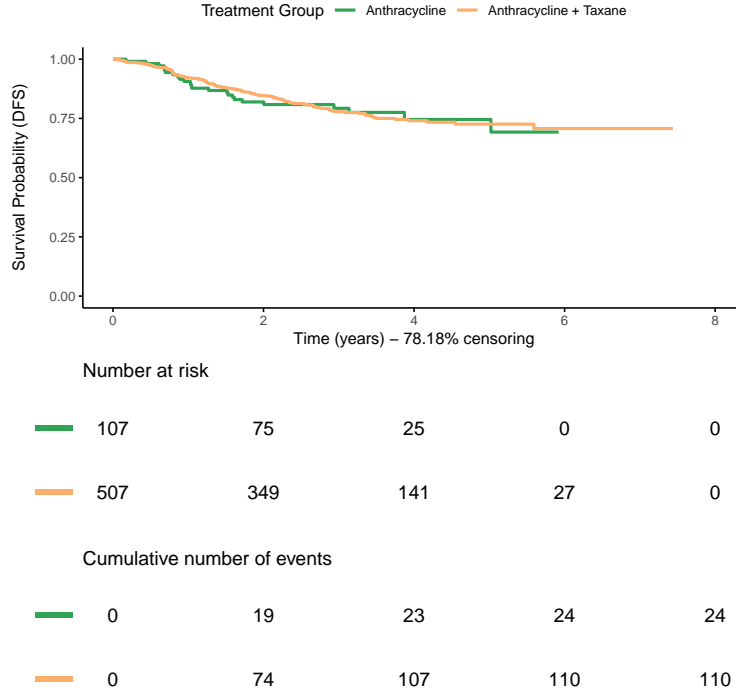 Treatment Group Anthracycline Anthracycline + Taxane
Survival Probability (DFS)
1.00
0.75
0.50
0.25
0.00
0 2 4 6 8
Time (years) – 78.18% censoring
Number at risk
107 75 25 0 0
507 349 141 27 0
Cumulative number of events
0 19 23 24 24
0 74 107 110 110